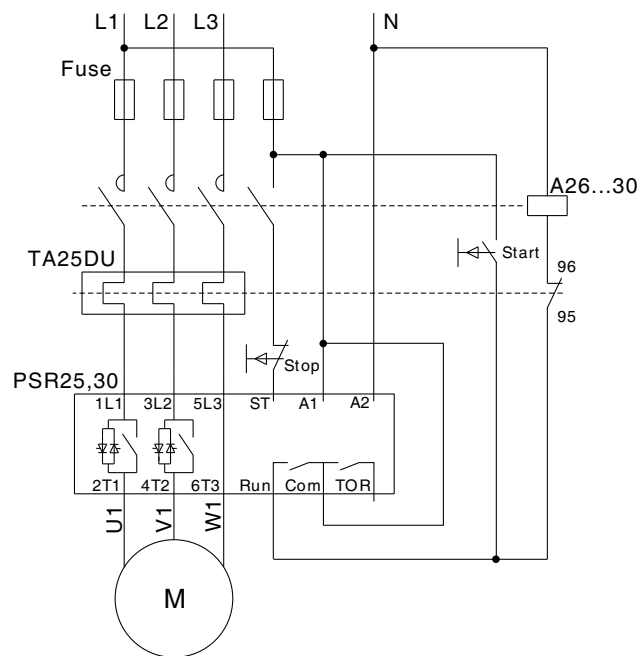 L1 L2 L3 N
Fuse
A26...30
Start
TA25DU
96
95
Stop
PSR25,30
1L1 3L2 5L3 ST A1 A2
2T1 4T2 6T3 Run Com TOR
U1 V1 W1
M